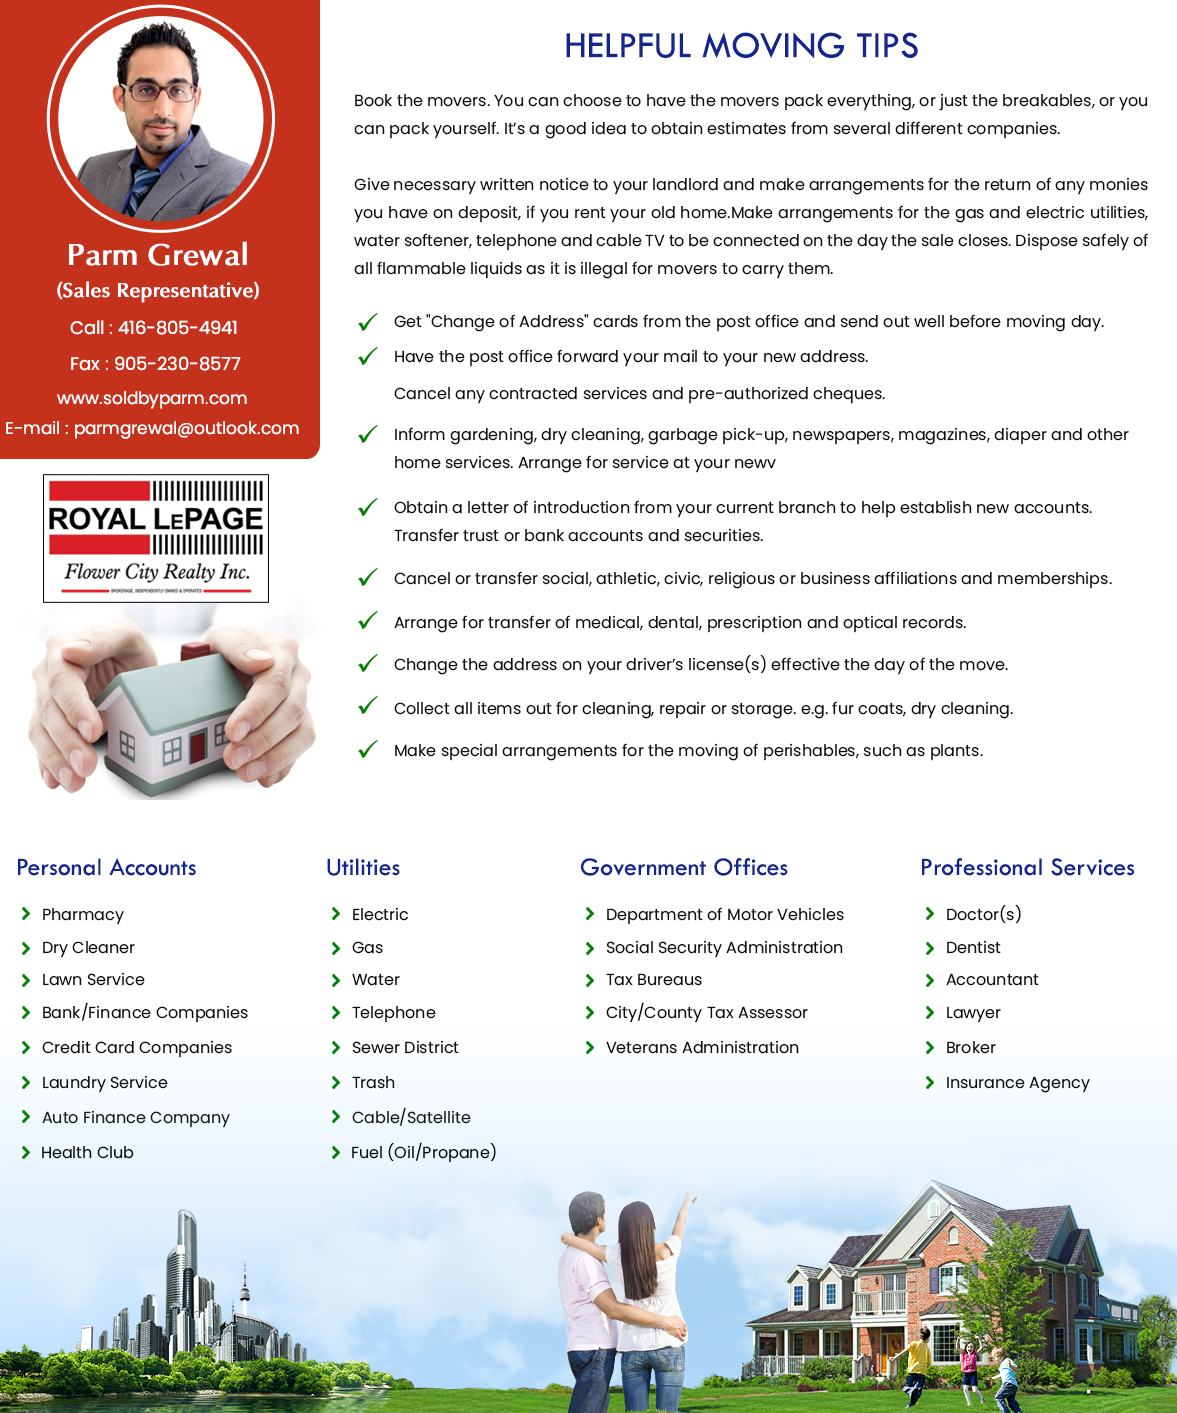 Parm Grewal
(Sales Representative)
Call : 416-805-4941
Fax : 905-230-8577
www.soldbyparm.com
E-mail : parmgrewal@outlook.com
ROYAL LEPAGE
Flower City Realty Inc.
BROKERAGE, INDEPENDENTLY OWNED & OPERATED
HELPFUL MOVING TIPS
Book the movers. You can choose to have the movers pack everything, or just the breakables, or you
can pack yourself. It’s a good idea to obtain estimates from several different companies.
Give necessary written notice to your landlord and make arrangements for the return of any monies
you have on deposit, if you rent your old home.Make arrangements for the gas and electric utilities,
water softener, telephone and cable TV to be connected on the day the sale closes. Dispose safely of
all flammable liquids as it is illegal for movers to carry them.
Get "Change of Address" cards from the post office and send out well before moving day.
Have the post office forward your mail to your new address.
Cancel any contracted services and pre-authorized cheques.
Inform gardening, dry cleaning, garbage pick-up, newspapers, magazines, diaper and other
home services. Arrange for service at your newv
Obtain a letter of introduction from your current branch to help establish new accounts.
Transfer trust or bank accounts and securities.
Cancel or transfer social, athletic, civic, religious or business affiliations and memberships.
Arrange for transfer of medical, dental, prescription and optical records.
Change the address on your driver’s license(s) effective the day of the move.
Collect all items out for cleaning, repair or storage. e.g. fur coats, dry cleaning.
Make special arrangements for the moving of perishables, such as plants.
Personal Accounts
Pharmacy
Dry Cleaner
Lawn Service
Bank/Finance Companies
Credit Card Companies
Laundry Service
Auto Finance Company
Health Club
Utilities
Electric
Gas
Water
Telephone
Sewer District
Trash
Cable/Satellite
Fuel (Oil/Propane)
Government Offices
Department of Motor Vehicles
Social Security Administration
Tax Bureaus
City/County Tax Assessor
Veterans Administration
Professional Services
Doctor(s)
Dentist
Accountant
Lawyer
Broker
Insurance Agency